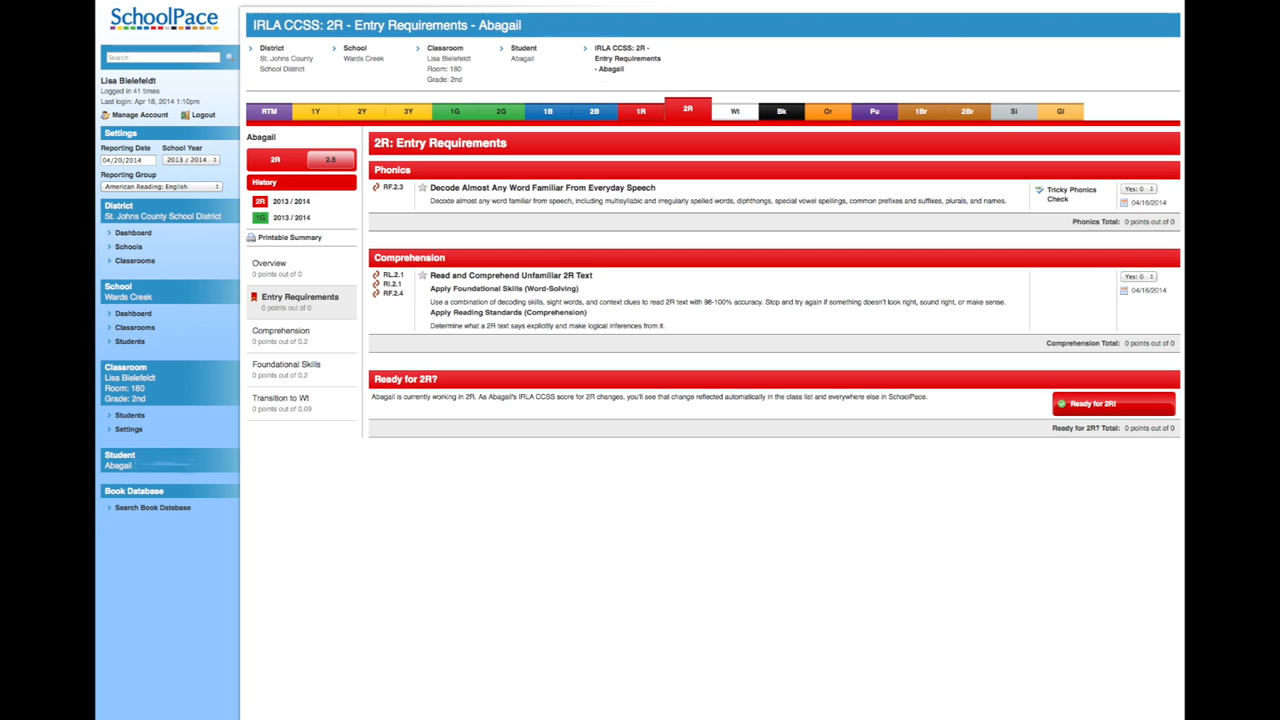 SchoolPace
Search
Lisa Bielefeldt
Logged in 41 times
Last login: Apr 18, 2014 1:10pm
Manage Account
Logout
Settings
Reporting Date
School Year
04/20/2014
2013 / 2014
Reporting Group
American Reading: English
District
St. Johns County School District
Dashboard
Schools
Classrooms
School
Wards Creek
Dashboard
Classrooms
Students
Classroom
Lisa Bielefeldt
Room: 180
Grade: 2nd
Students
Settings
Student
Abagail
Book Database
Search Book Database
IRLA CCSS: 2R - Entry Requirements - Abagail
District
St. Johns County
School District
School
Wards Creek
Classroom
Lisa Bielefeldt
Room: 180
Grade: 2nd
Student
Abagail
IRLA CCSS: 2R -
Entry Requirements
- Abagail
RTM 1Y 2Y 3Y 1G 2G 1B 2B 1R 2R Wt Bk Or Pu 1Br 2Br Si Gl
Abagail
2R 2.5
History
2R 2013 / 2014
1G 2013 / 2014
Printable Summary
Overview
0 points out of 0
Entry Requirements
0 points out of 0
Comprehension
0 points out of 0.2
Foundational Skills
0 points out of 0.2
Transition to Wt
0 points out of 0.09
2R: Entry Requirements
Phonics
RF.2.3
Decode Almost Any Word Familiar From Everyday Speech
Decode almost any word familiar from speech, including multisyllabic and irregularly spelled words, diphthongs, special vowel spellings, common prefixes and suffixes, plurals, and names.
Tricky Phonics
Check
Yes: 0
04/16/2014
Phonics Total: 0 points out of 0
Comprehension
RL.2.1
RI.2.1
RF.2.4
Read and Comprehend Unfamiliar 2R Text
Apply Foundational Skills (Word-Solving)
Use a combination of decoding skills, sight words, and context clues to read 2R text with 98-100% accuracy. Stop and try again if something doesn't look right, sound right, or make sense.
Apply Reading Standards (Comprehension)
Determine what a 2R text says explicitly and make logical inferences from it.
Yes: 0
04/16/2014
Comprehension Total: 0 points out of 0
Ready for 2R?
Abagail is currently working in 2R. As Abagail's IRLA CCSS score for 2R changes, you'll see that change reflected automatically in the class list and everywhere else in SchoolPace.
Ready for 2R!
Ready for 2R? Total: 0 points out of 0